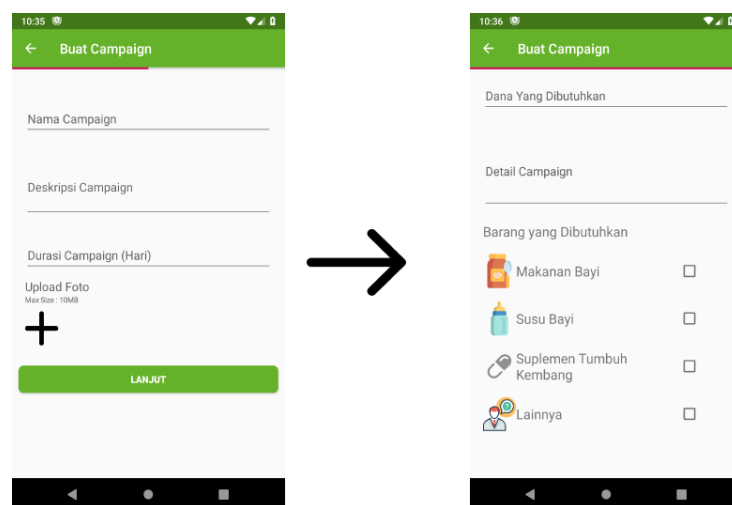 10:35
Buat Campaign
Nama Campaign
Deskripsi Campaign
Durasi Campaign (Hari)
Upload Foto
Max Size : 10MB
LANJUT
10:36
Buat Campaign
Dana Yang Dibutuhkan
Detail Campaign
Barang yang Dibutuhkan
Makanan Bayi
Susu Bayi
Suplemen Tumbuh
Kembang
Lainnya